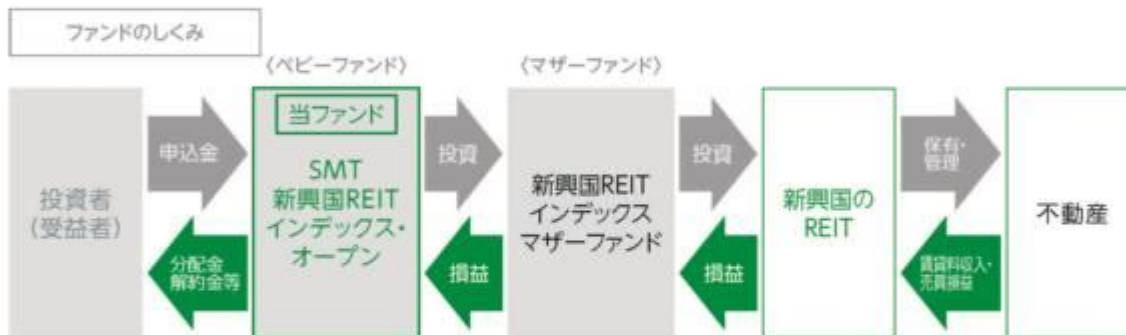 ファンドのしくみ
〈ベビーファンド〉
〈マザーファンド〉
投資者
(受益者)
申込金
分配金
解約金等
当ファンド
SMT
新興国REIT
インデックス・
オープン
投資
損益
新興国REIT
インデックス
マザーファンド
投資
損益
新興国の
REIT
保有・
管理
賃貸料収入・
売買損益
不動産